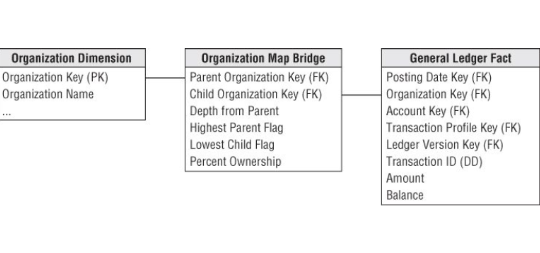 Organization Dimension
Organization Key (PK)
Organization Name
...
Organization Map Bridge
Parent Organization Key (FK)
Child Organization Key (FK)
Depth from Parent
Highest Parent Flag
Lowest Child Flag
Percent Ownership
General Ledger Fact
Posting Date Key (FK)
Organization Key (FK)
Account Key (FK)
Transaction Profile Key (FK)
Ledger Version Key (FK)
Transaction ID (DD)
Amount
Balance